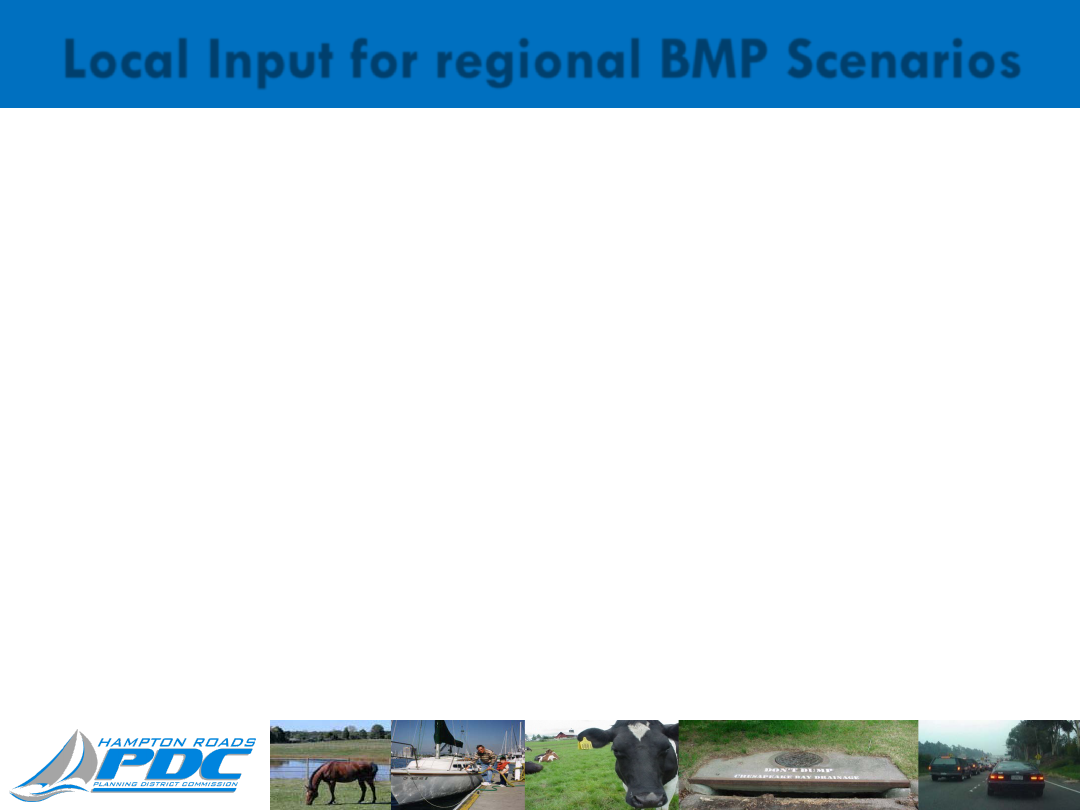 Local Input for regional BMP Scenarios
HAMPTON ROADS
PDC
PLANNING DISTRICT COMMISSION
DON'T DUMP
CHESAPEAKE BAY DRAINAGE